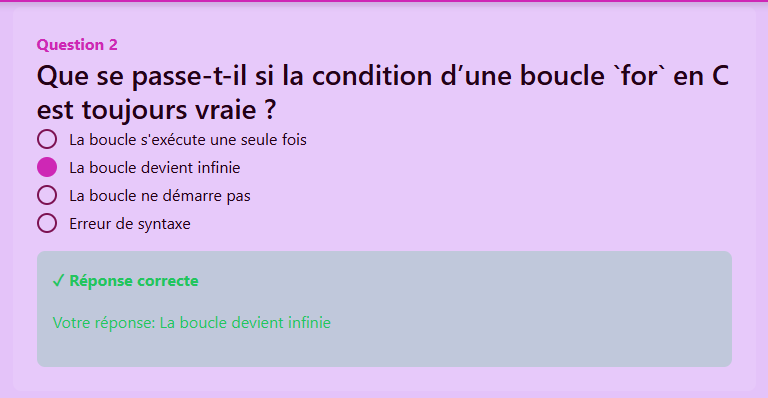 Question 2
Que se passe-t-il si la condition d’une boucle `for` en C
est toujours vraie ?
La boucle s'exécute une seule fois
La boucle devient infinie
La boucle ne démarre pas
Erreur de syntaxe
✓ Réponse correcte
Votre réponse: La boucle devient infinie